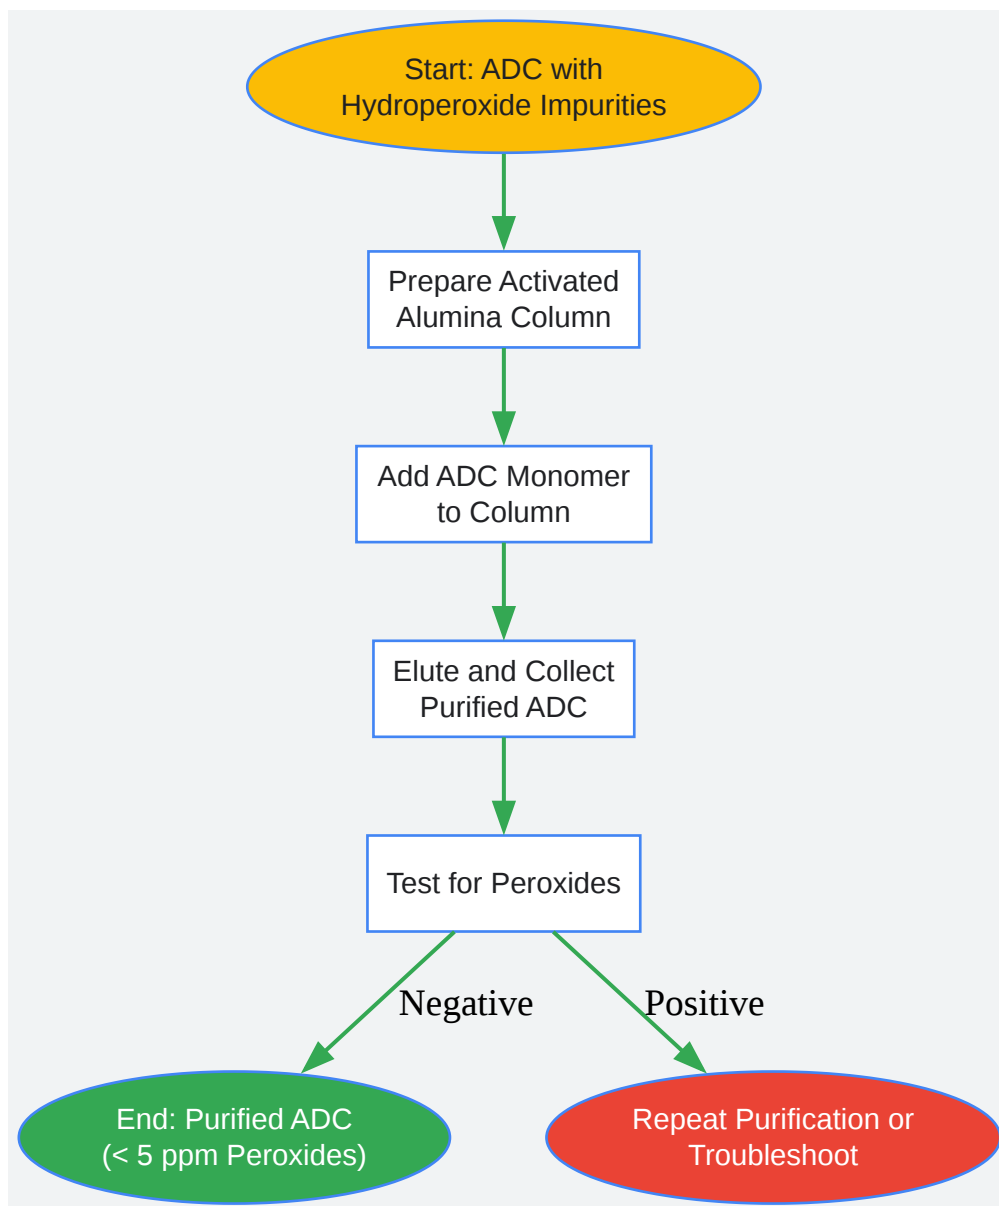 Start: ADC with
Hydroperoxide Impurities
Prepare Activated
Alumina Column
Add ADC Monomer
to Column
Elute and Collect
Purified ADC
Test for Peroxides
Negative
Positive
End: Purified ADC
(< 5 ppm Peroxides)
Repeat Purification or
Troubleshoot